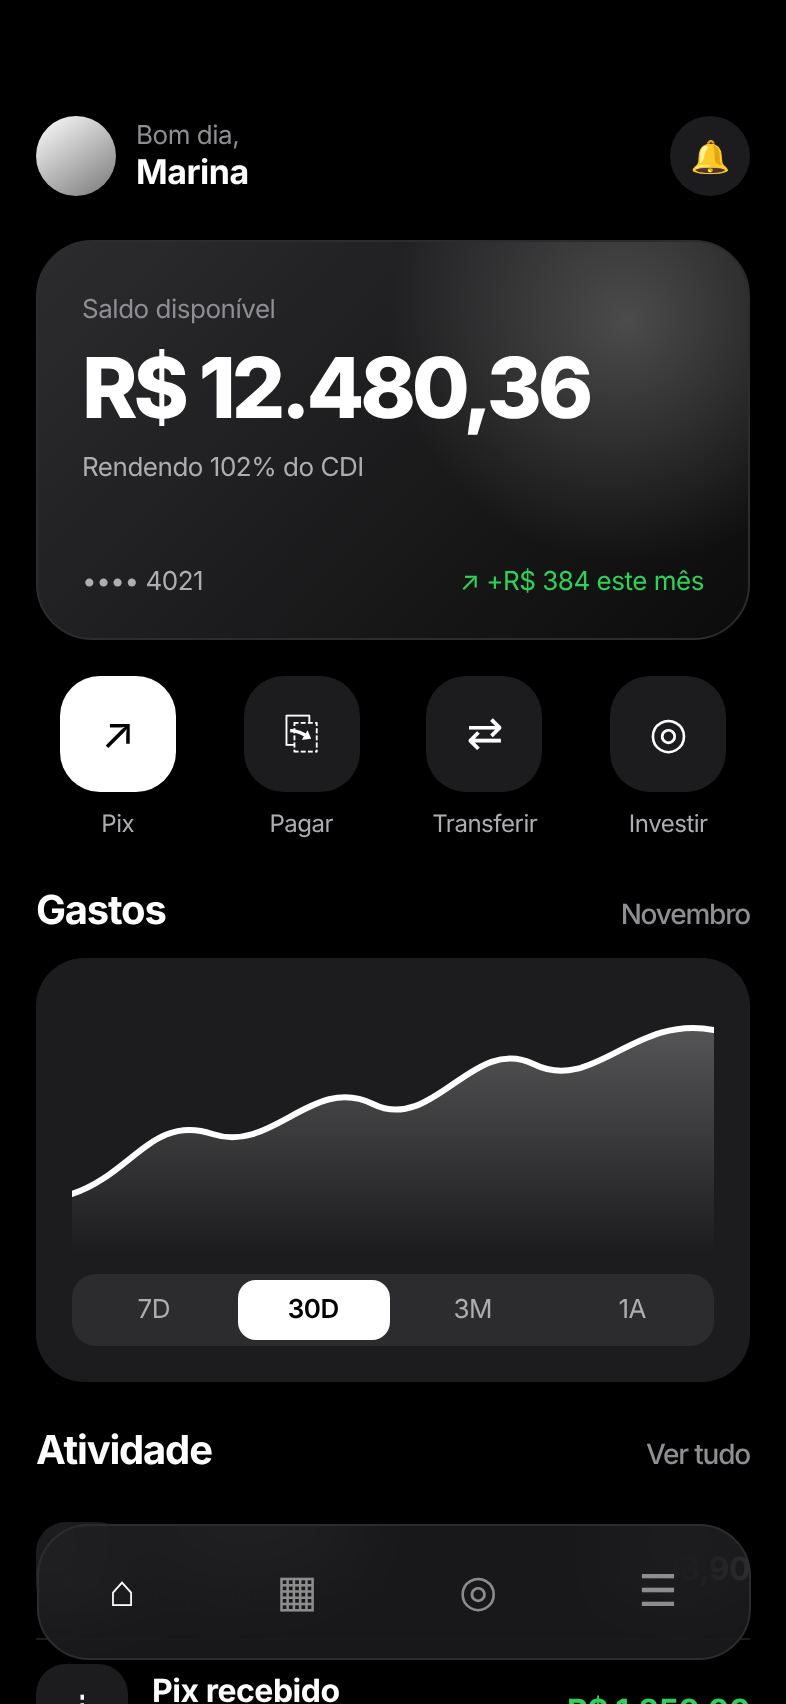 Bom dia,
Marina
Saldo disponível
R$ 12.480,36
Rendendo 102% do CDI
•••• 4021
↗ +R$ 384 este mês
Pix
Pagar
Transferir
Investir
Gastos
Novembro
7D
30D
3M
1A
Atividade
Ver tudo
,90
Pix recebido